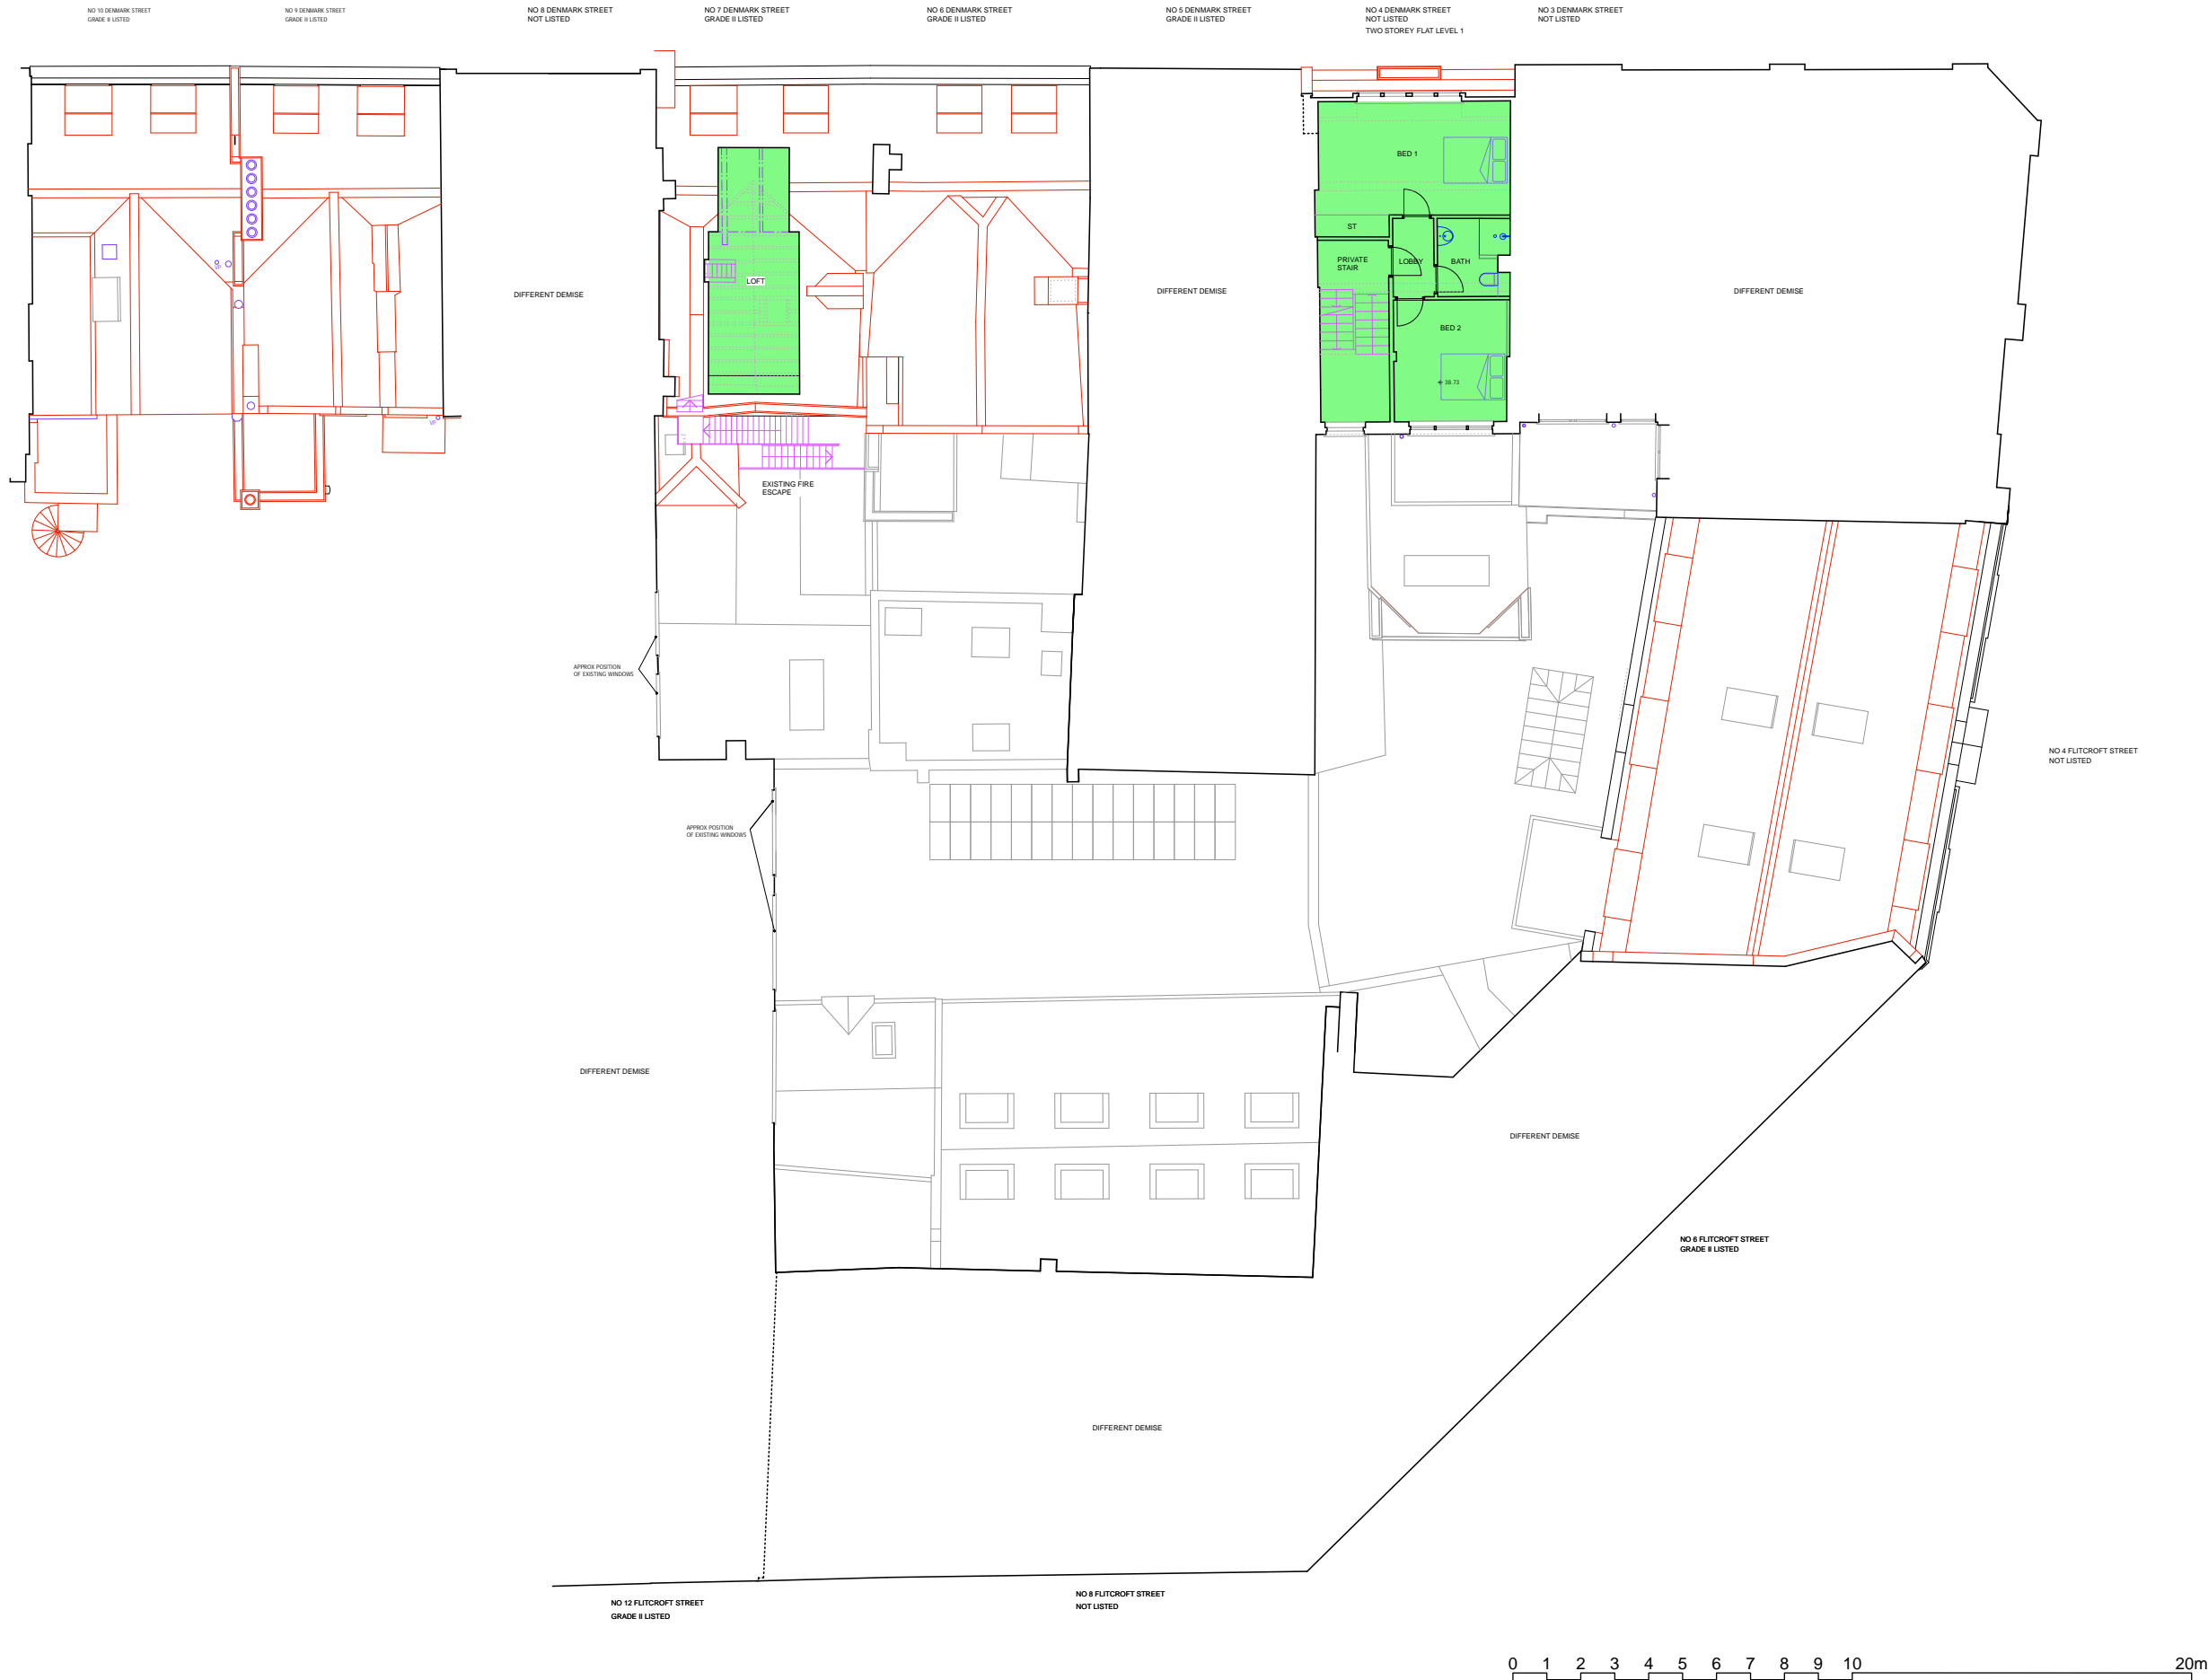 NO 10 DENMARK STREET
GRADE II LISTED
NO 9 DENMARK STREET
GRADE II LISTED
NO 8 DENMARK STREET
NOT LISTED
NO 7 DENMARK STREET
GRADE II LISTED
NO 6 DENMARK STREET
GRADE II LISTED
NO 5 DENMARK STREET
GRADE II LISTED
NO 4 DENMARK STREET
NOT LISTED
TWO STOREY FLAT LEVEL 1
NO 3 DENMARK STREET
NOT LISTED
BED 1
ST
PRIVATE
STAIR
LOBBY
BATH
BED 2
38.73
LOFT
DIFFERENT DEMISE
DIFFERENT DEMISE
DIFFERENT DEMISE
EXISTING FIRE
ESCAPE
APPROX POSITION
OF EXISTING WINDOWS
NO 4 FLITCROFT STREET
NOT LISTED
APPROX POSITION
OF EXISTING WINDOWS
DIFFERENT DEMISE
DIFFERENT DEMISE
NO 6 FLITCROFT STREET
GRADE II LISTED
DIFFERENT DEMISE
NO 12 FLITCROFT STREET
GRADE II LISTED
NO 8 FLITCROFT STREET
NOT LISTED
0 1 2 3 4 5 6 7 8 9 10 20m